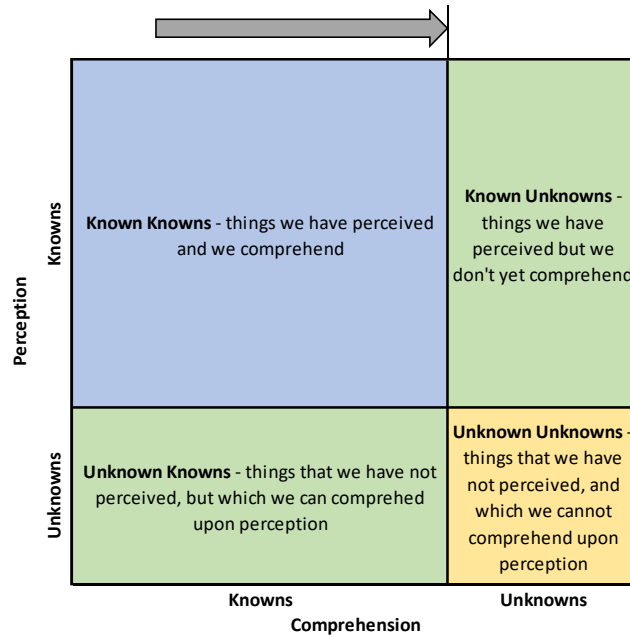 Known Knowns - things we have perceived
and we comprehend
Known Unknowns -
things we have
perceived but we
don't yet comprehend
Perception
Knowns
Unknowns
Unknown Knowns - things that we have not
perceived, but which we can comprehed
upon perception
Unknown Unknowns -
things that we have
not perceived, and
which we cannot
comprehend upon
perception
Knowns
Unknowns
Comprehension